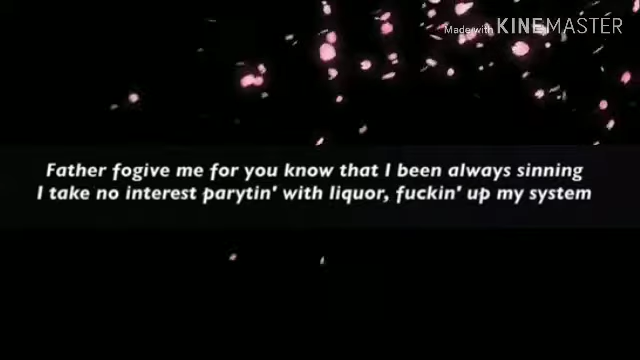 Made with KINEMASTER
Father fogive me for you know that I been always sinning
I take no interest parytin' with liquor, fuckin' up my system